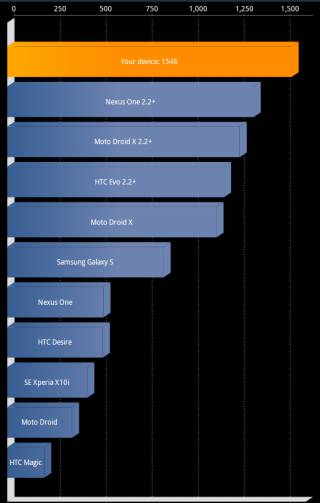 0 250 500 750 1,000 1,250 1,500
Your device: 1546
Nexus One 2.2+
Moto Droid X 2.2+
HTC Evo 2.2+
Moto Droid X
Samsung Galaxy S
Nexus One
HTC Desire
SE Xperia X10i
Moto Droid
HTC Magic